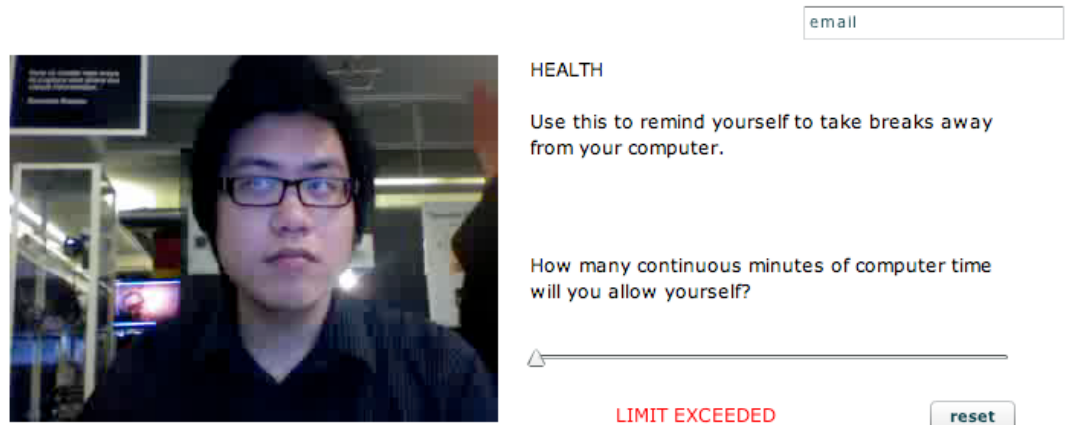 email
HEALTH
Use this to remind yourself to take breaks away
from your computer.
How many continuous minutes of computer time
will you allow yourself?
LIMIT EXCEEDED
reset